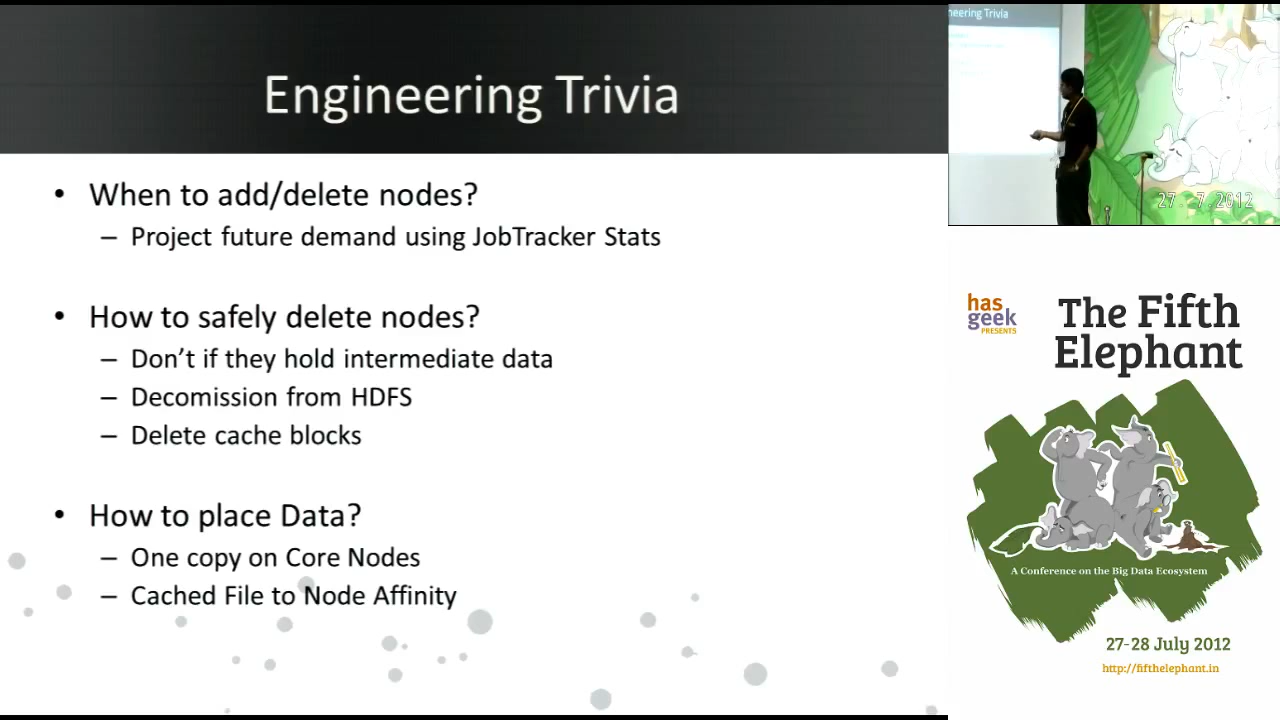 Engineering Trivia
• When to add/delete nodes?
– Project future demand using JobTracker Stats
• How to safely delete nodes?
– Don't if they hold intermediate data
– Decomission from HDFS
– Delete cache blocks
• How to place Data?
– One copy on Core Nodes
– Cached File to Node Affinity
neering Trivia
27. 7.2012
has
geek
PRESENTS
The Fifth
Elephant
A Conference on the Big Data Ecosystem
27-28 July 2012
http://fifthelephant.in